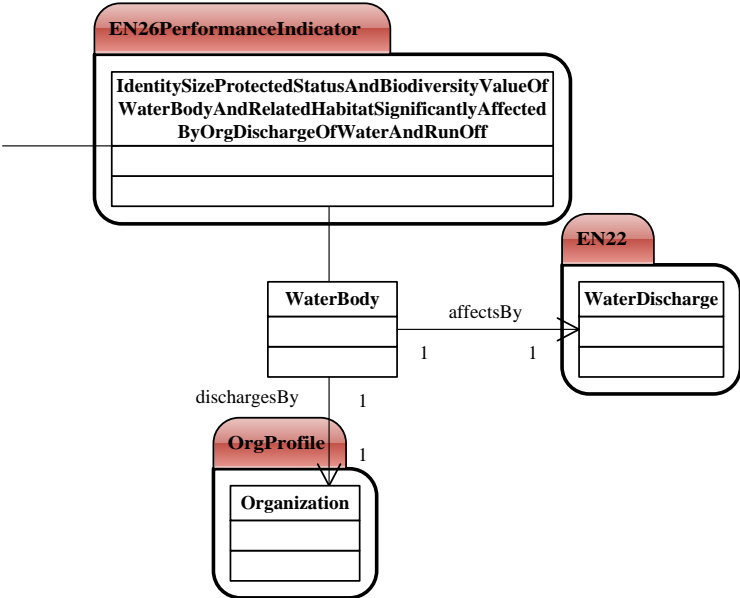 EN26PerformanceIndicator
IdentitySizeProtectedStatusAndBiodiversityValueOf
WaterBodyAndRelatedHabitatSignificantlyAffected
ByOrgDischargeOfWaterAndRunOff
EN22
WaterBody
WaterDischarge
affectsBy
1
1
dischargesBy
1
OrgProfile
1
Organization